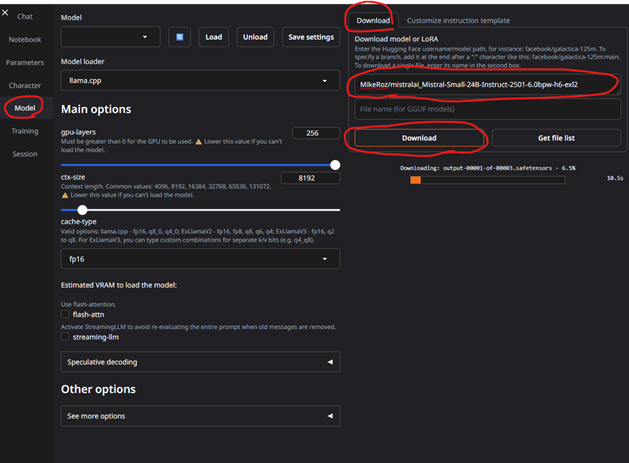 Chat
Notebook
Parameters
Character
Model
Training
Session
Model
Load
Unload
Save settings
Model loader
llama.cpp
Main options
gpu-layers
256
Must be greater than 0 for the GPU to be used. ⚠ Lower this value if you can't
load the model.
ctx-size
8192
Context length. Common values: 4096, 8192, 16384, 32768, 65536, 131072.
⚠ Lower this value if you can't load the model.
cache-type
Valid options: llama.cpp - fp16, q8_0, q4_0; ExLlamaV2 - fp16, fp8, q8, q6, q4; ExLlamaV3 - fp16, q2
to q8. For ExLlamaV3, you can type custom combinations for separate k/v bits (e.g. q4_q8).
fp16
Estimated VRAM to load the model:
Use flash-attention.
flash-attn
Activate StreamingLLM to avoid re-evaluating the entire prompt when old messages are removed.
streaming-llm
Speculative decoding
Other options
See more options
Download
Customize instruction template
Download model or LoRA
Enter the Hugging Face username/model path, for instance: facebook/galactica-125m. To
specify a branch, add it at the end after a ":" character like this: facebook/galactica-125m:main.
To download a single file, enter its name in the second box.
MikeRoz/mistralai_Mistral-Small-24B-Instruct-2501-6.0bpw-h6-exl2
File name (for GGUF models)
Download
Get file list
Downloading: output-00001-of-00003.safetensors - 6.5%
10.5s